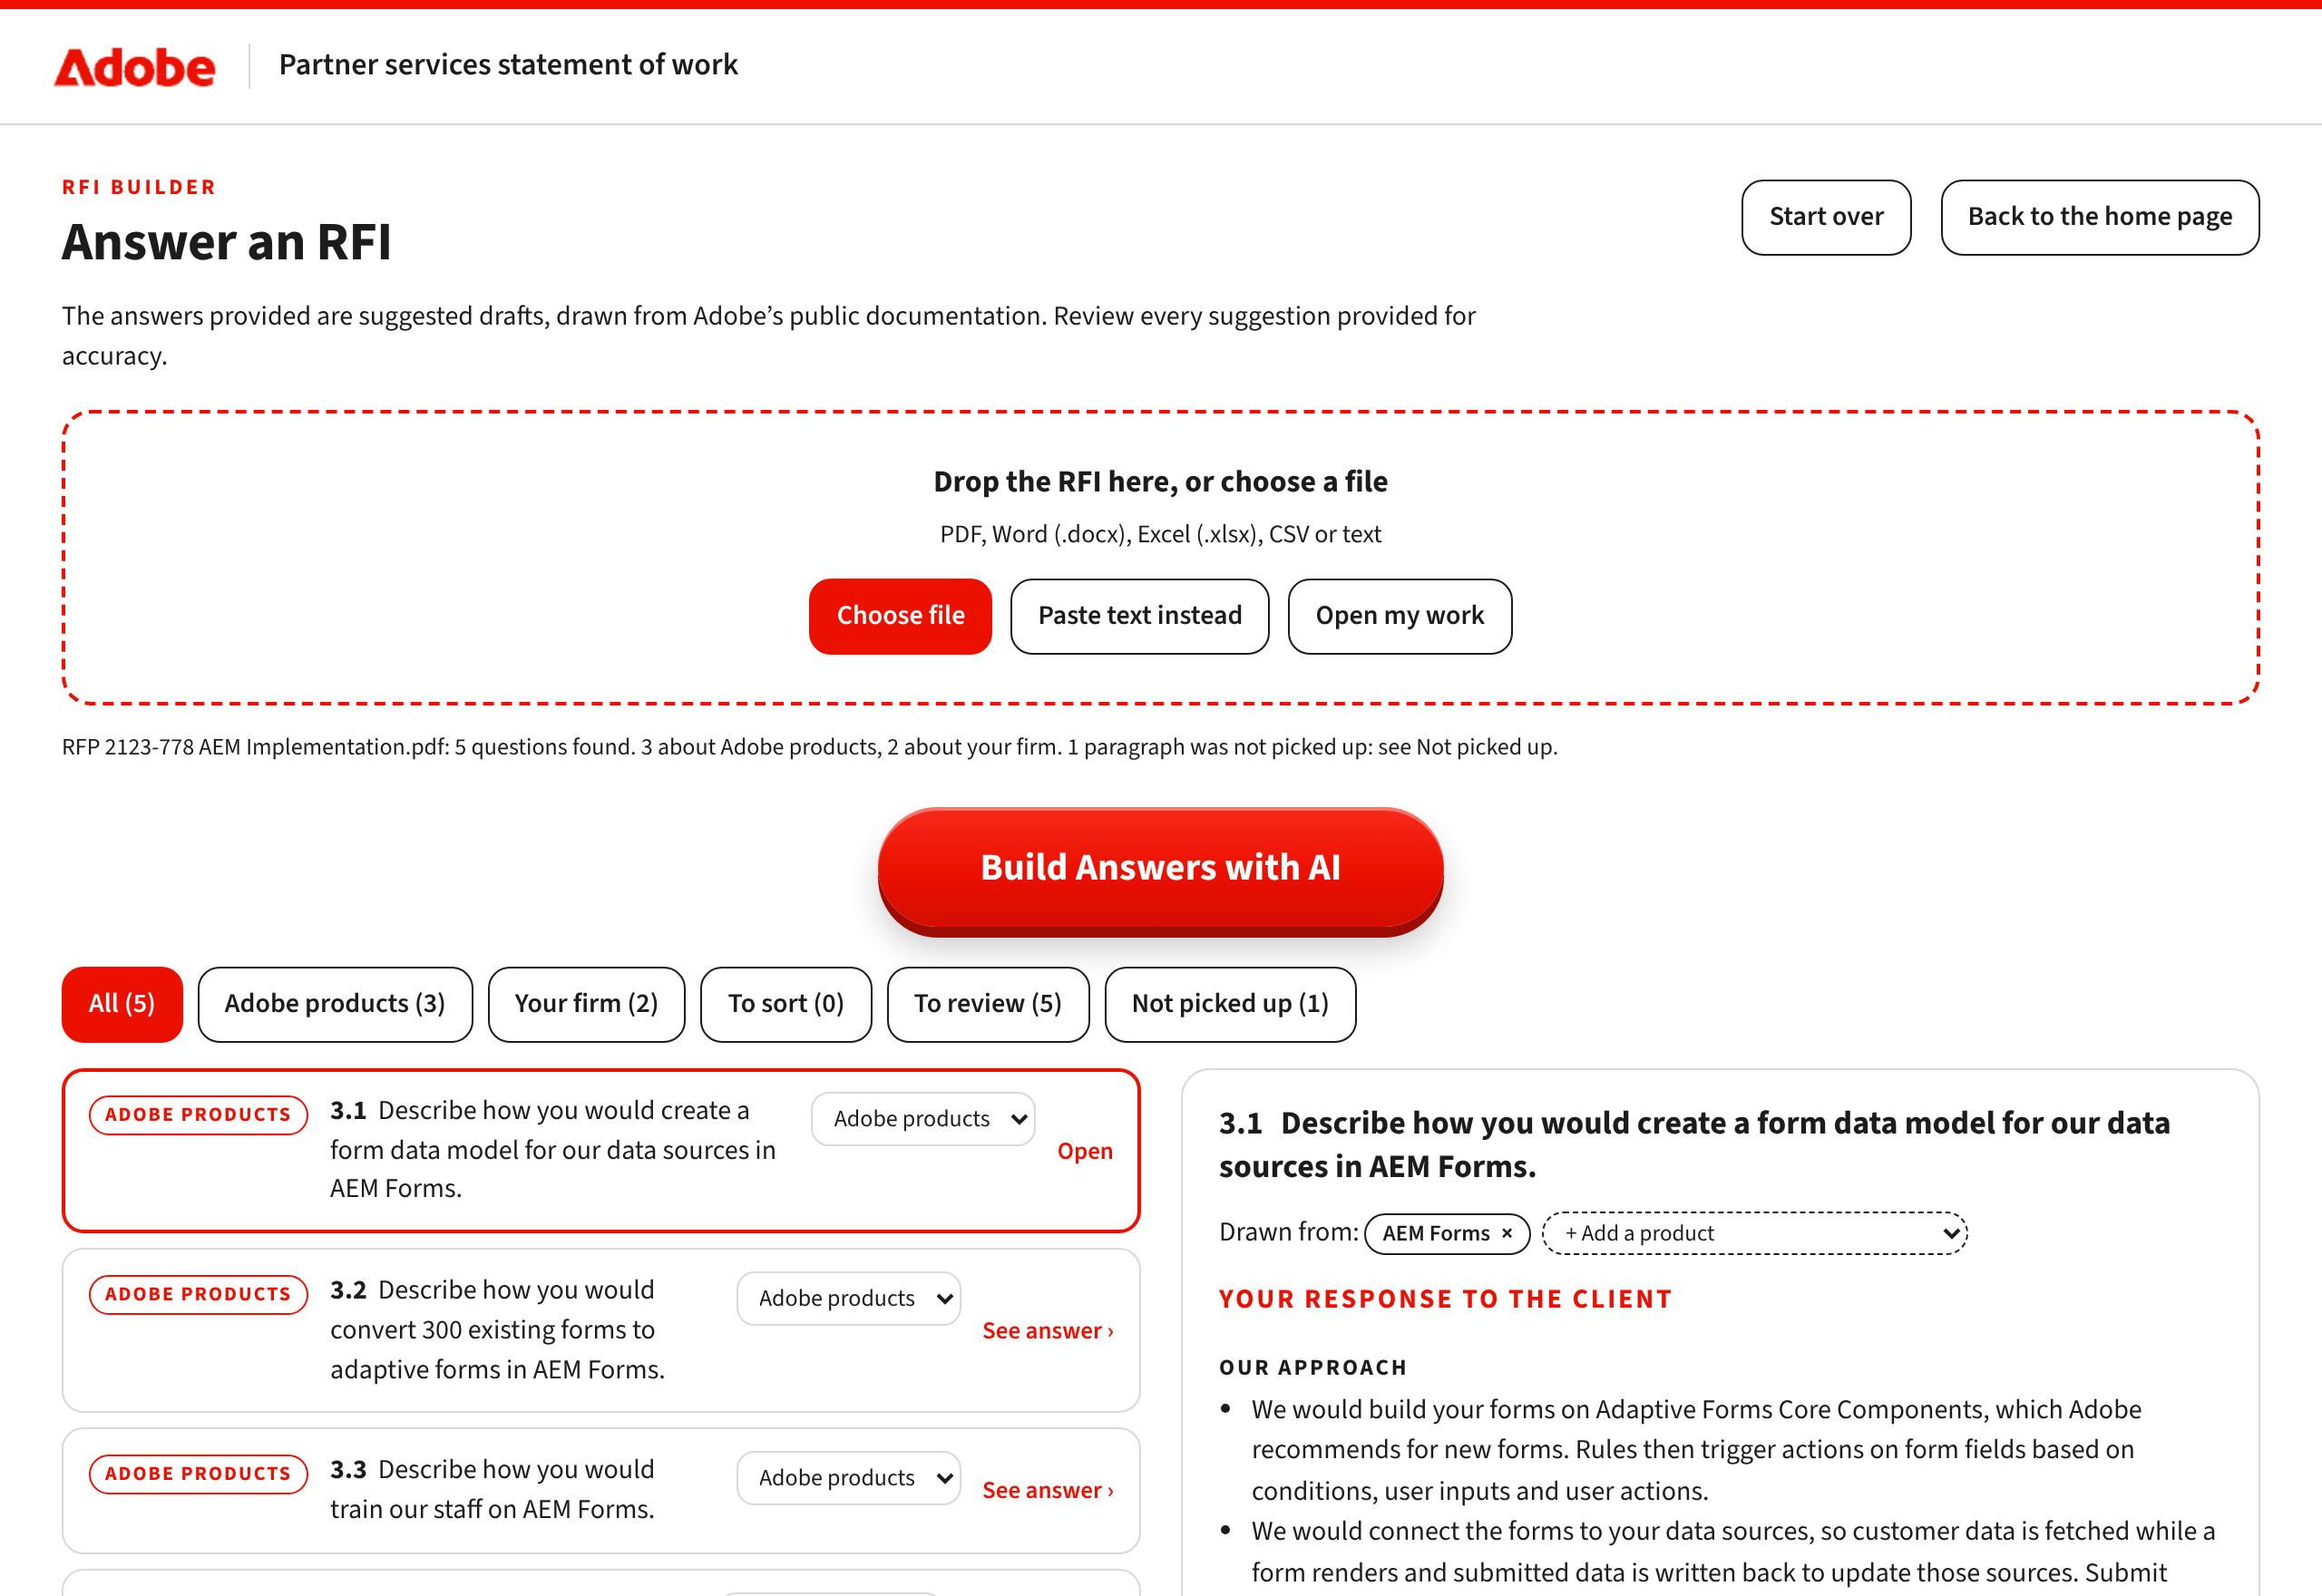 Adobe
Partner services statement of work
RFI BUILDER
Answer an RFI
Start over
Back to the home page
The answers provided are suggested drafts, drawn from Adobe’s public documentation. Review every suggestion provided for
accuracy.
Drop the RFI here, or choose a file
PDF, Word (.docx), Excel (.xlsx), CSV or text
Choose file
Paste text instead
Open my work
RFP 2123-778 AEM Implementation.pdf: 5 questions found. 3 about Adobe products, 2 about your firm. 1 paragraph was not picked up: see Not picked up.
Build Answers with AI
All (5)
Adobe products (3)
Your firm (2)
To sort (0)
To review (5)
Not picked up (1)
ADOBE PRODUCTS
3.1 Describe how you would create a
form data model for our data sources in
AEM Forms.
Adobe products
Open
ADOBE PRODUCTS
3.2 Describe how you would
convert 300 existing forms to
adaptive forms in AEM Forms.
Adobe products
See answer ›
ADOBE PRODUCTS
3.3 Describe how you would
train our staff on AEM Forms.
Adobe products
See answer ›
3.1 Describe how you would create a form data model for our data
sources in AEM Forms.
Drawn from: AEM Forms × + Add a product
YOUR RESPONSE TO THE CLIENT
OUR APPROACH
• We would build your forms on Adaptive Forms Core Components, which Adobe
recommends for new forms. Rules then trigger actions on form fields based on
conditions, user inputs and user actions.
• We would connect the forms to your data sources, so customer data is fetched while a
form renders and submitted data is written back to update those sources. Submit